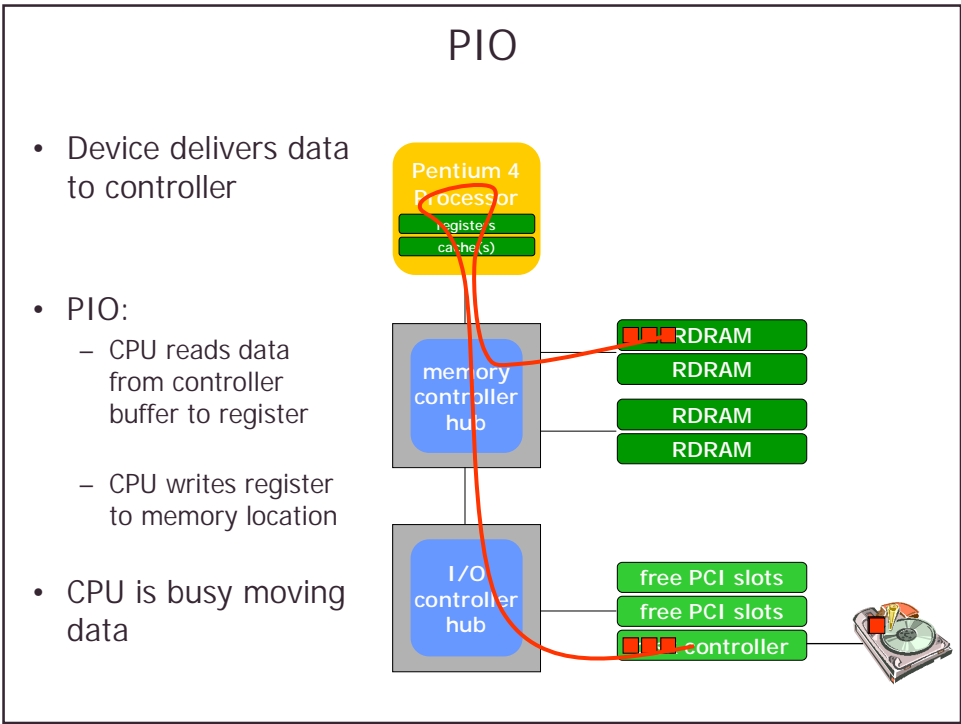 PIO
• Device delivers data
to controller
• PIO:
– CPU reads data
from controller
buffer to register
– CPU writes register
to memory location
• CPU is busy moving
data
Pentium 4
Processor
registers
cache(s)
memory
controller
hub
RDRAM
RDRAM
RDRAM
RDRAM
I/O
controller
hub
free PCI slots
free PCI slots
controller